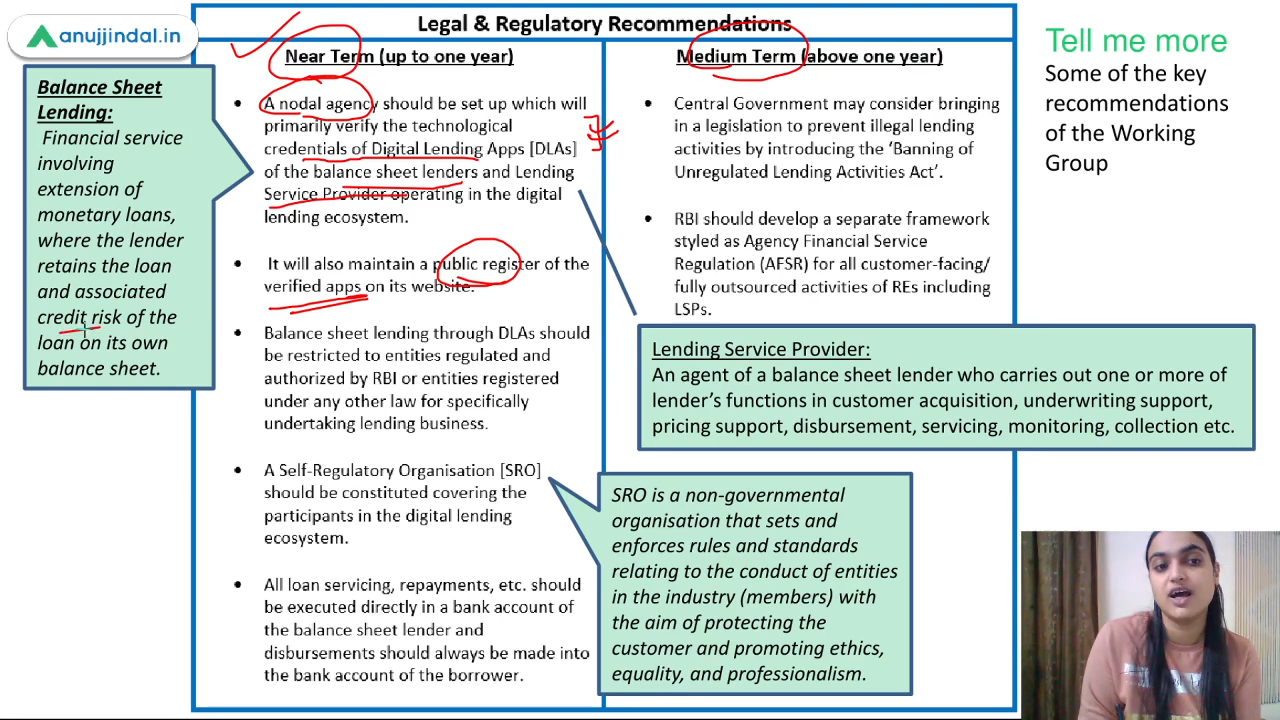 anujjindal.in
Legal & Regulatory Recommendations
Near Term (up to one year)
• A nodal agency should be set up which will
primarily verify the technological
credentials of Digital Lending Apps [DLAs]
of the balance sheet lenders and Lending
Service Provider operating in the digital
lending ecosystem.
• It will also maintain a public register of the
verified apps on its website.
• Balance sheet lending through DLAs should
be restricted to entities regulated and
authorized by RBI or entities registered
under any other law for specifically
undertaking lending business.
• A Self-Regulatory Organisation [SRO]
should be constituted covering the
participants in the digital lending
ecosystem.
• All loan servicing, repayments, etc. should
be executed directly in a bank account of
the balance sheet lender and
disbursements should always be made into
the bank account of the borrower.
Medium Term (above one year)
• Central Government may consider bringing
in a legislation to prevent illegal lending
activities by introducing the ‘Banning of
Unregulated Lending Activities Act’.
• RBI should develop a separate framework
styled as Agency Financial Service
Regulation (AFSR) for all customer-facing/
fully outsourced activities of REs including
LSPs.
Balance Sheet
Lending:
Financial service
involving
extension of
monetary loans,
where the lender
retains the loan
and associated
credit risk of the
loan on its own
balance sheet.
Lending Service Provider:
An agent of a balance sheet lender who carries out one or more of
lender’s functions in customer acquisition, underwriting support,
pricing support, disbursement, servicing, monitoring, collection etc.
SRO is a non-governmental
organisation that sets and
enforces rules and standards
relating to the conduct of entities
in the industry (members) with
the aim of protecting the
customer and promoting ethics,
equality, and professionalism.
Tell me more
Some of the key
recommendations
of the Working
Group